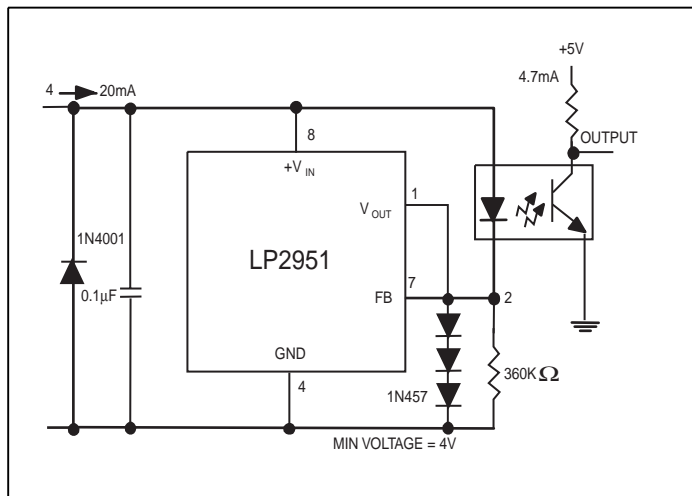 +5V
4.7mA
4 20mA
OUTPUT
8
+V IN
1
V OUT
1N4001
LP2951
7
FB
2
0.1µF
GND
4
1N457
360K Ω
MIN VOLTAGE = 4V